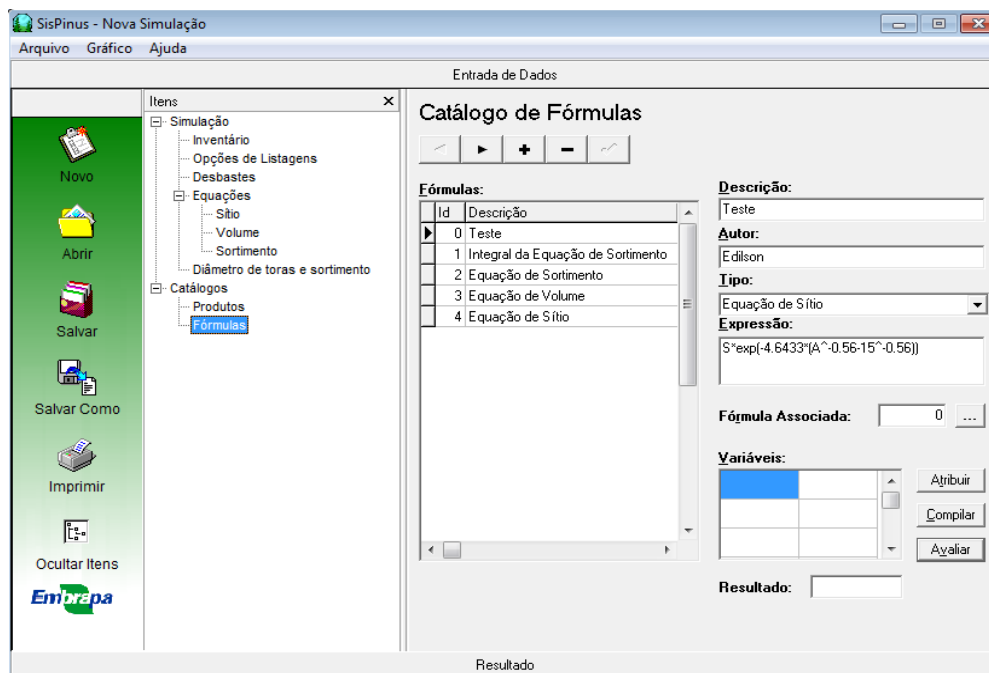 SisPinus - Nova Simulação
Arquivo Gráfico Ajuda
Entrada de Dados
Novo
Abrir
Salvar
Salvar Como
Imprimir
Ocultar Itens
Embrapa
Itens
Simulação
Inventário
Opções de Listagens
Desbastes
Equações
Sítio
Volume
Sortimento
Diâmetro de toras e sortimento
Catálogos
Produtos
Fórmulas
Catálogo de Fórmulas
Fórmulas:
Id Descrição
0 Teste
1 Integral da Equação de Sortimento
2 Equação de Sortimento
3 Equação de Volume
4 Equação de Sítio
Descrição:
Teste
Autor:
Edilson
Tipo:
Equação de Sítio
Expressão:
S*exp(-4.6433*(A^-0.56-15^-0.56))
Fórmula Associada: 0 ...
Variáveis:
Atribuir
Compilar
Avaliar
Resultado:
Resultado